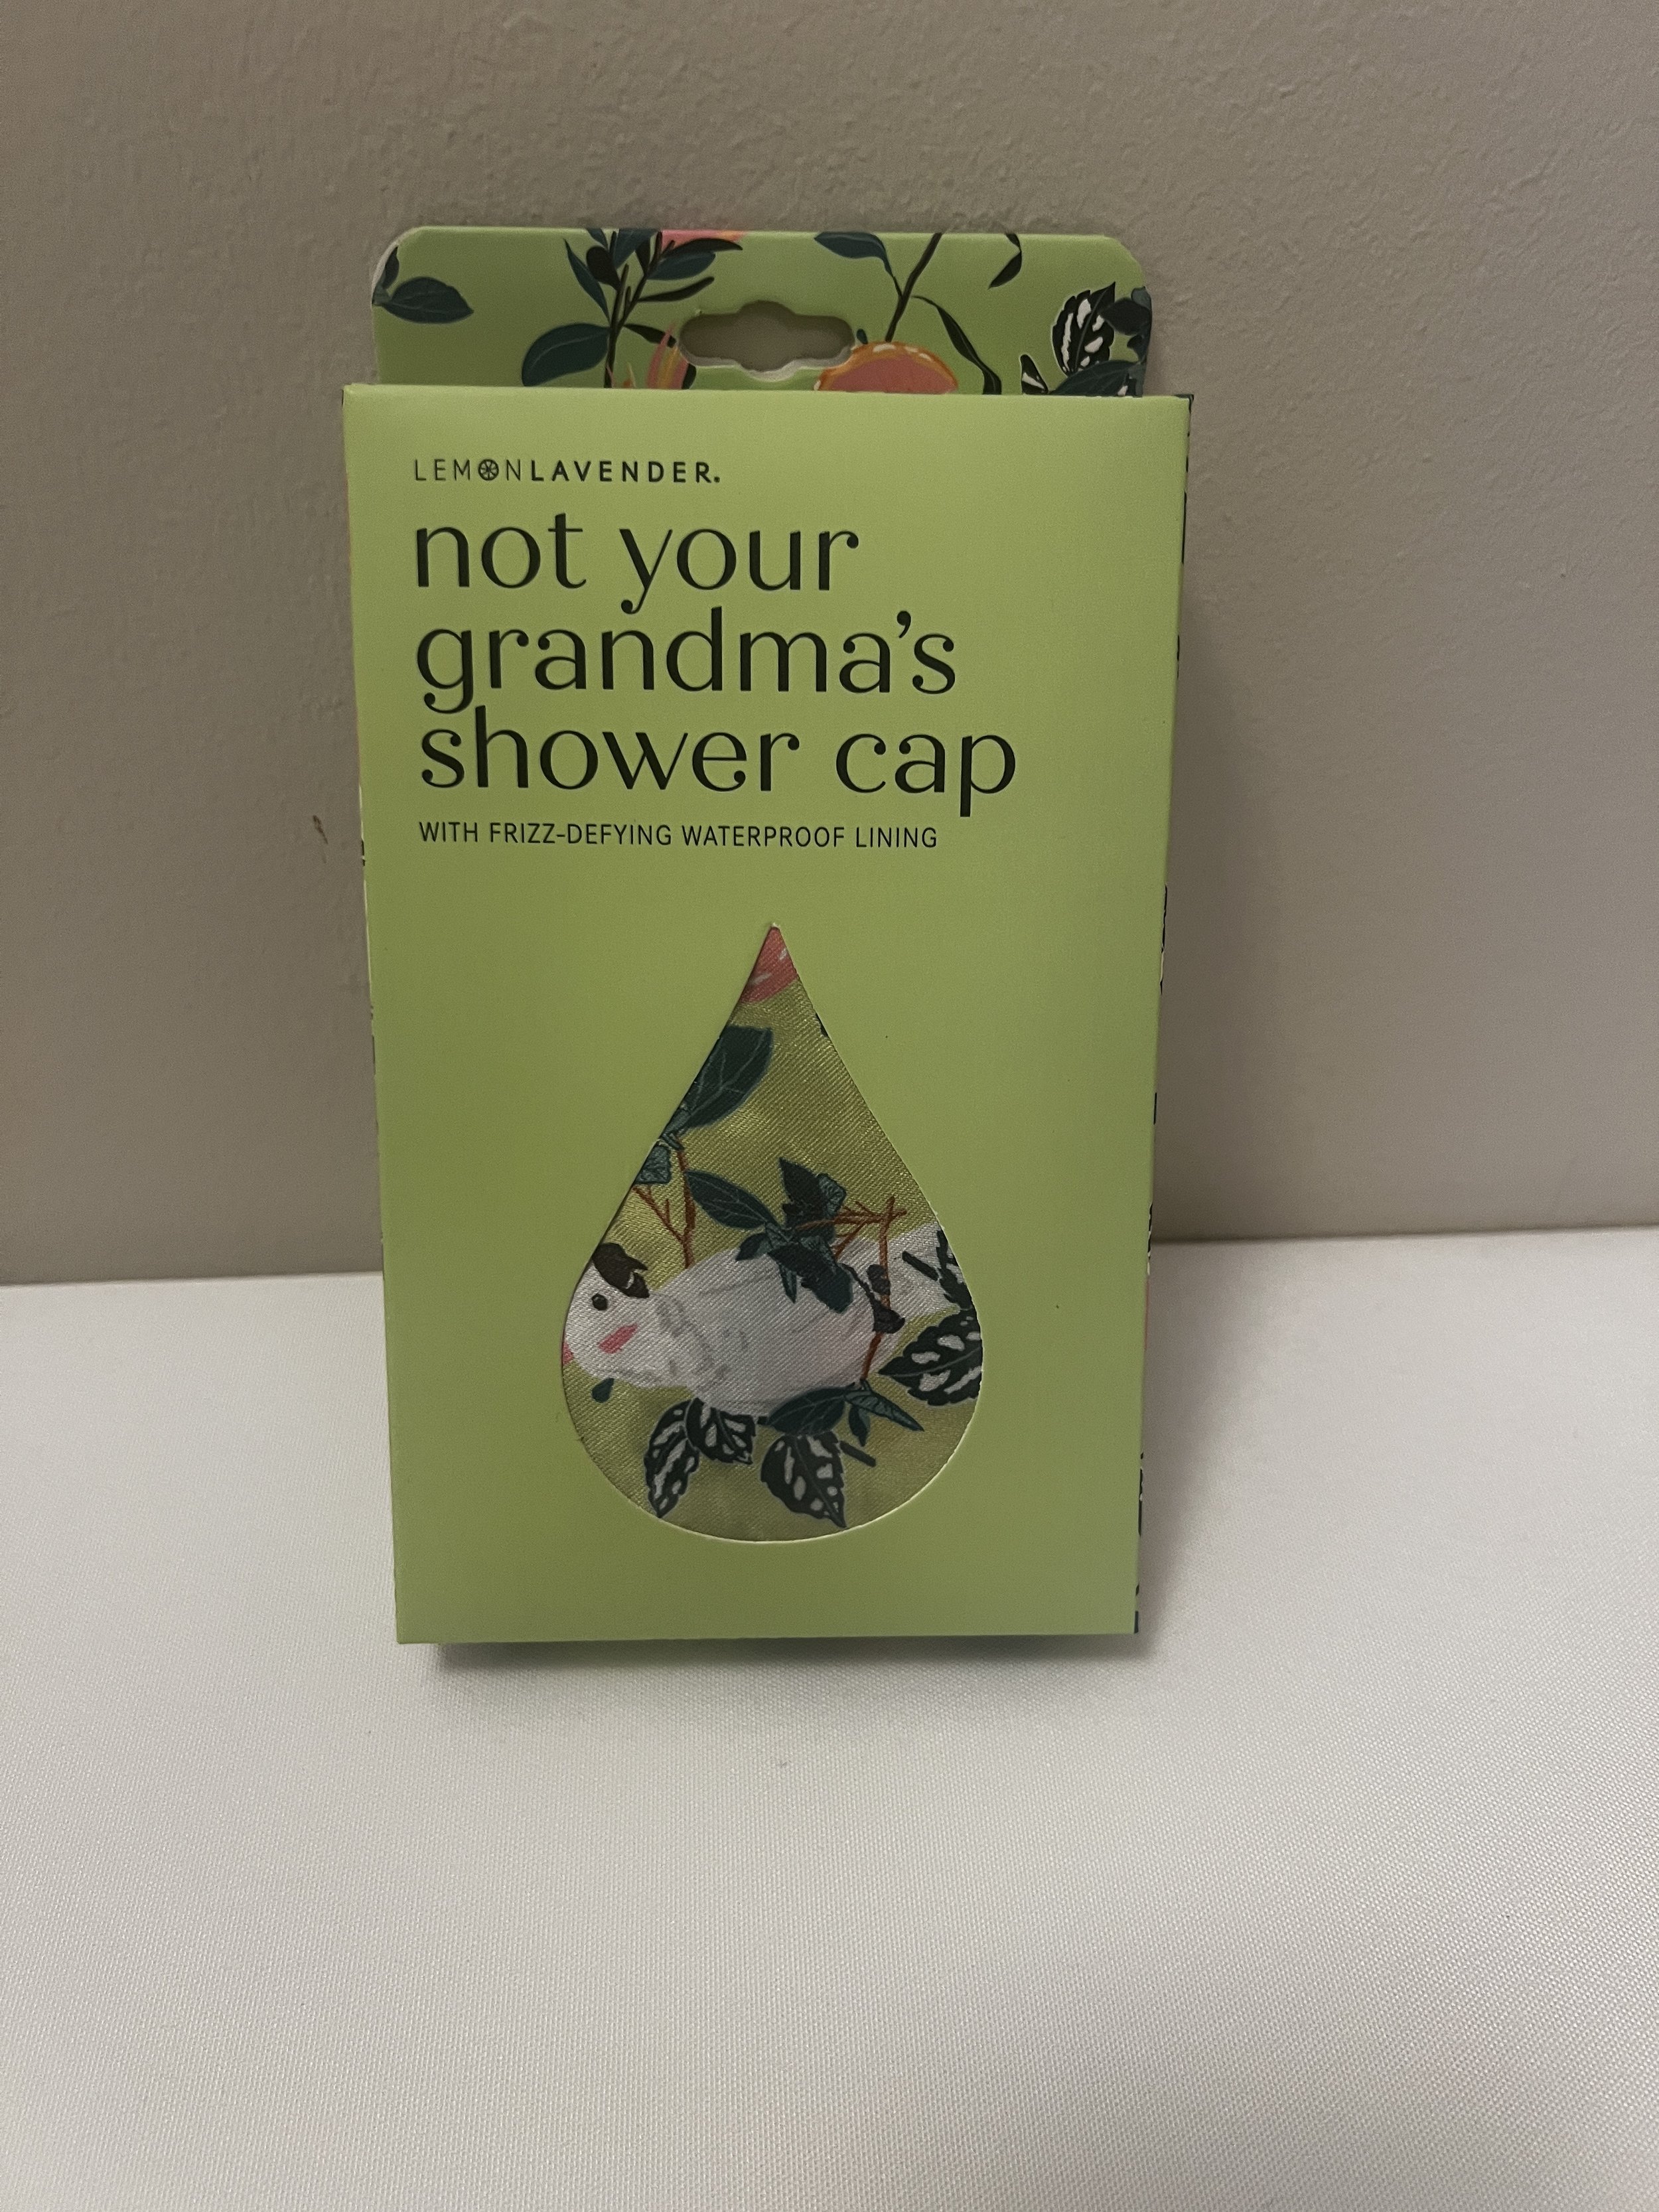 LEMONLAVENDER.
not your
grandma's
shower cap
WITH FRIZZ-DEFYING WATERPROOF LINING